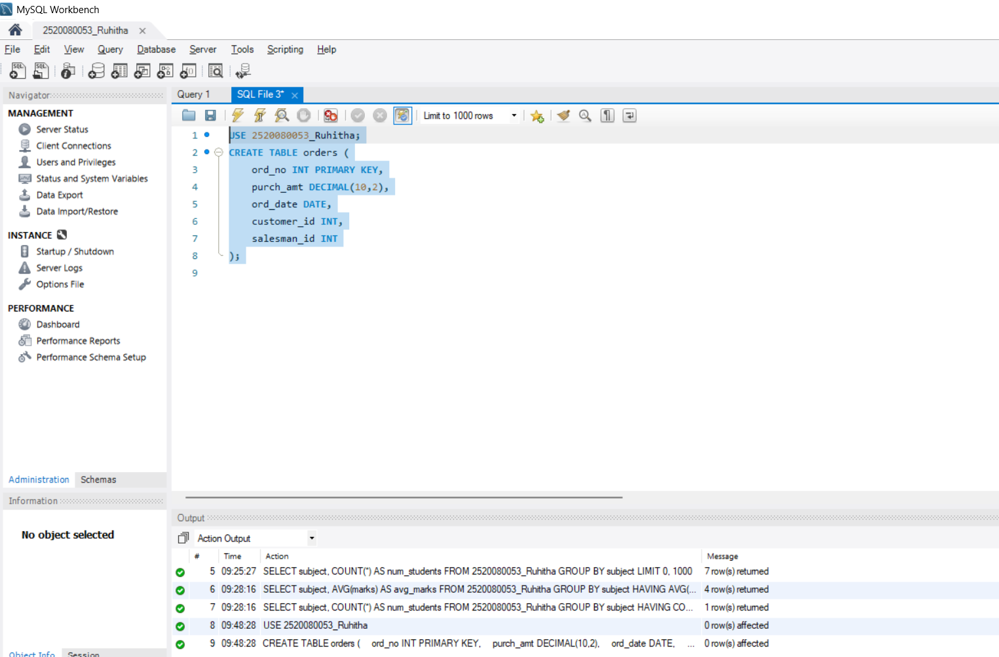 MySQL Workbench
2520080053_Ruhitha
File Edit View Query Database Server Tools Scripting Help
Navigator
MANAGEMENT
Server Status
Client Connections
Users and Privileges
Status and System Variables
Data Export
Data Import/Restore
INSTANCE
Startup / Shutdown
Server Logs
Options File
PERFORMANCE
Dashboard
Performance Reports
Performance Schema Setup
Administration Schemas
Information
No object selected
Object Info Session
Query 1 SQL File 3*
Limit to 1000 rows
1 USE 2520080053_Ruhitha;
2 CREATE TABLE orders (
3 ord_no INT PRIMARY KEY,
4 purch_amt DECIMAL(10,2),
5 ord_date DATE,
6 customer_id INT,
7 salesman_id INT
8 );
9
Output
Action Output
# Time Action Message
5 09:25:27 SELECT subject, COUNT(*) AS num_students FROM 2520080053_Ruhitha GROUP BY subject LIMIT 0, 1000 7 row(s) returned
6 09:28:16 SELECT subject, AVG(marks) AS avg_marks FROM 2520080053_Ruhitha GROUP BY subject HAVING AVG(... 4 row(s) returned
7 09:28:16 SELECT subject, COUNT(*) AS num_students FROM 2520080053_Ruhitha GROUP BY subject HAVING CO... 1 row(s) returned
8 09:48:28 USE 2520080053_Ruhitha 0 row(s) affected
9 09:48:28 CREATE TABLE orders ( ord_no INT PRIMARY KEY, purch_amt DECIMAL(10,2), ord_date DATE, ... 0 row(s) affected